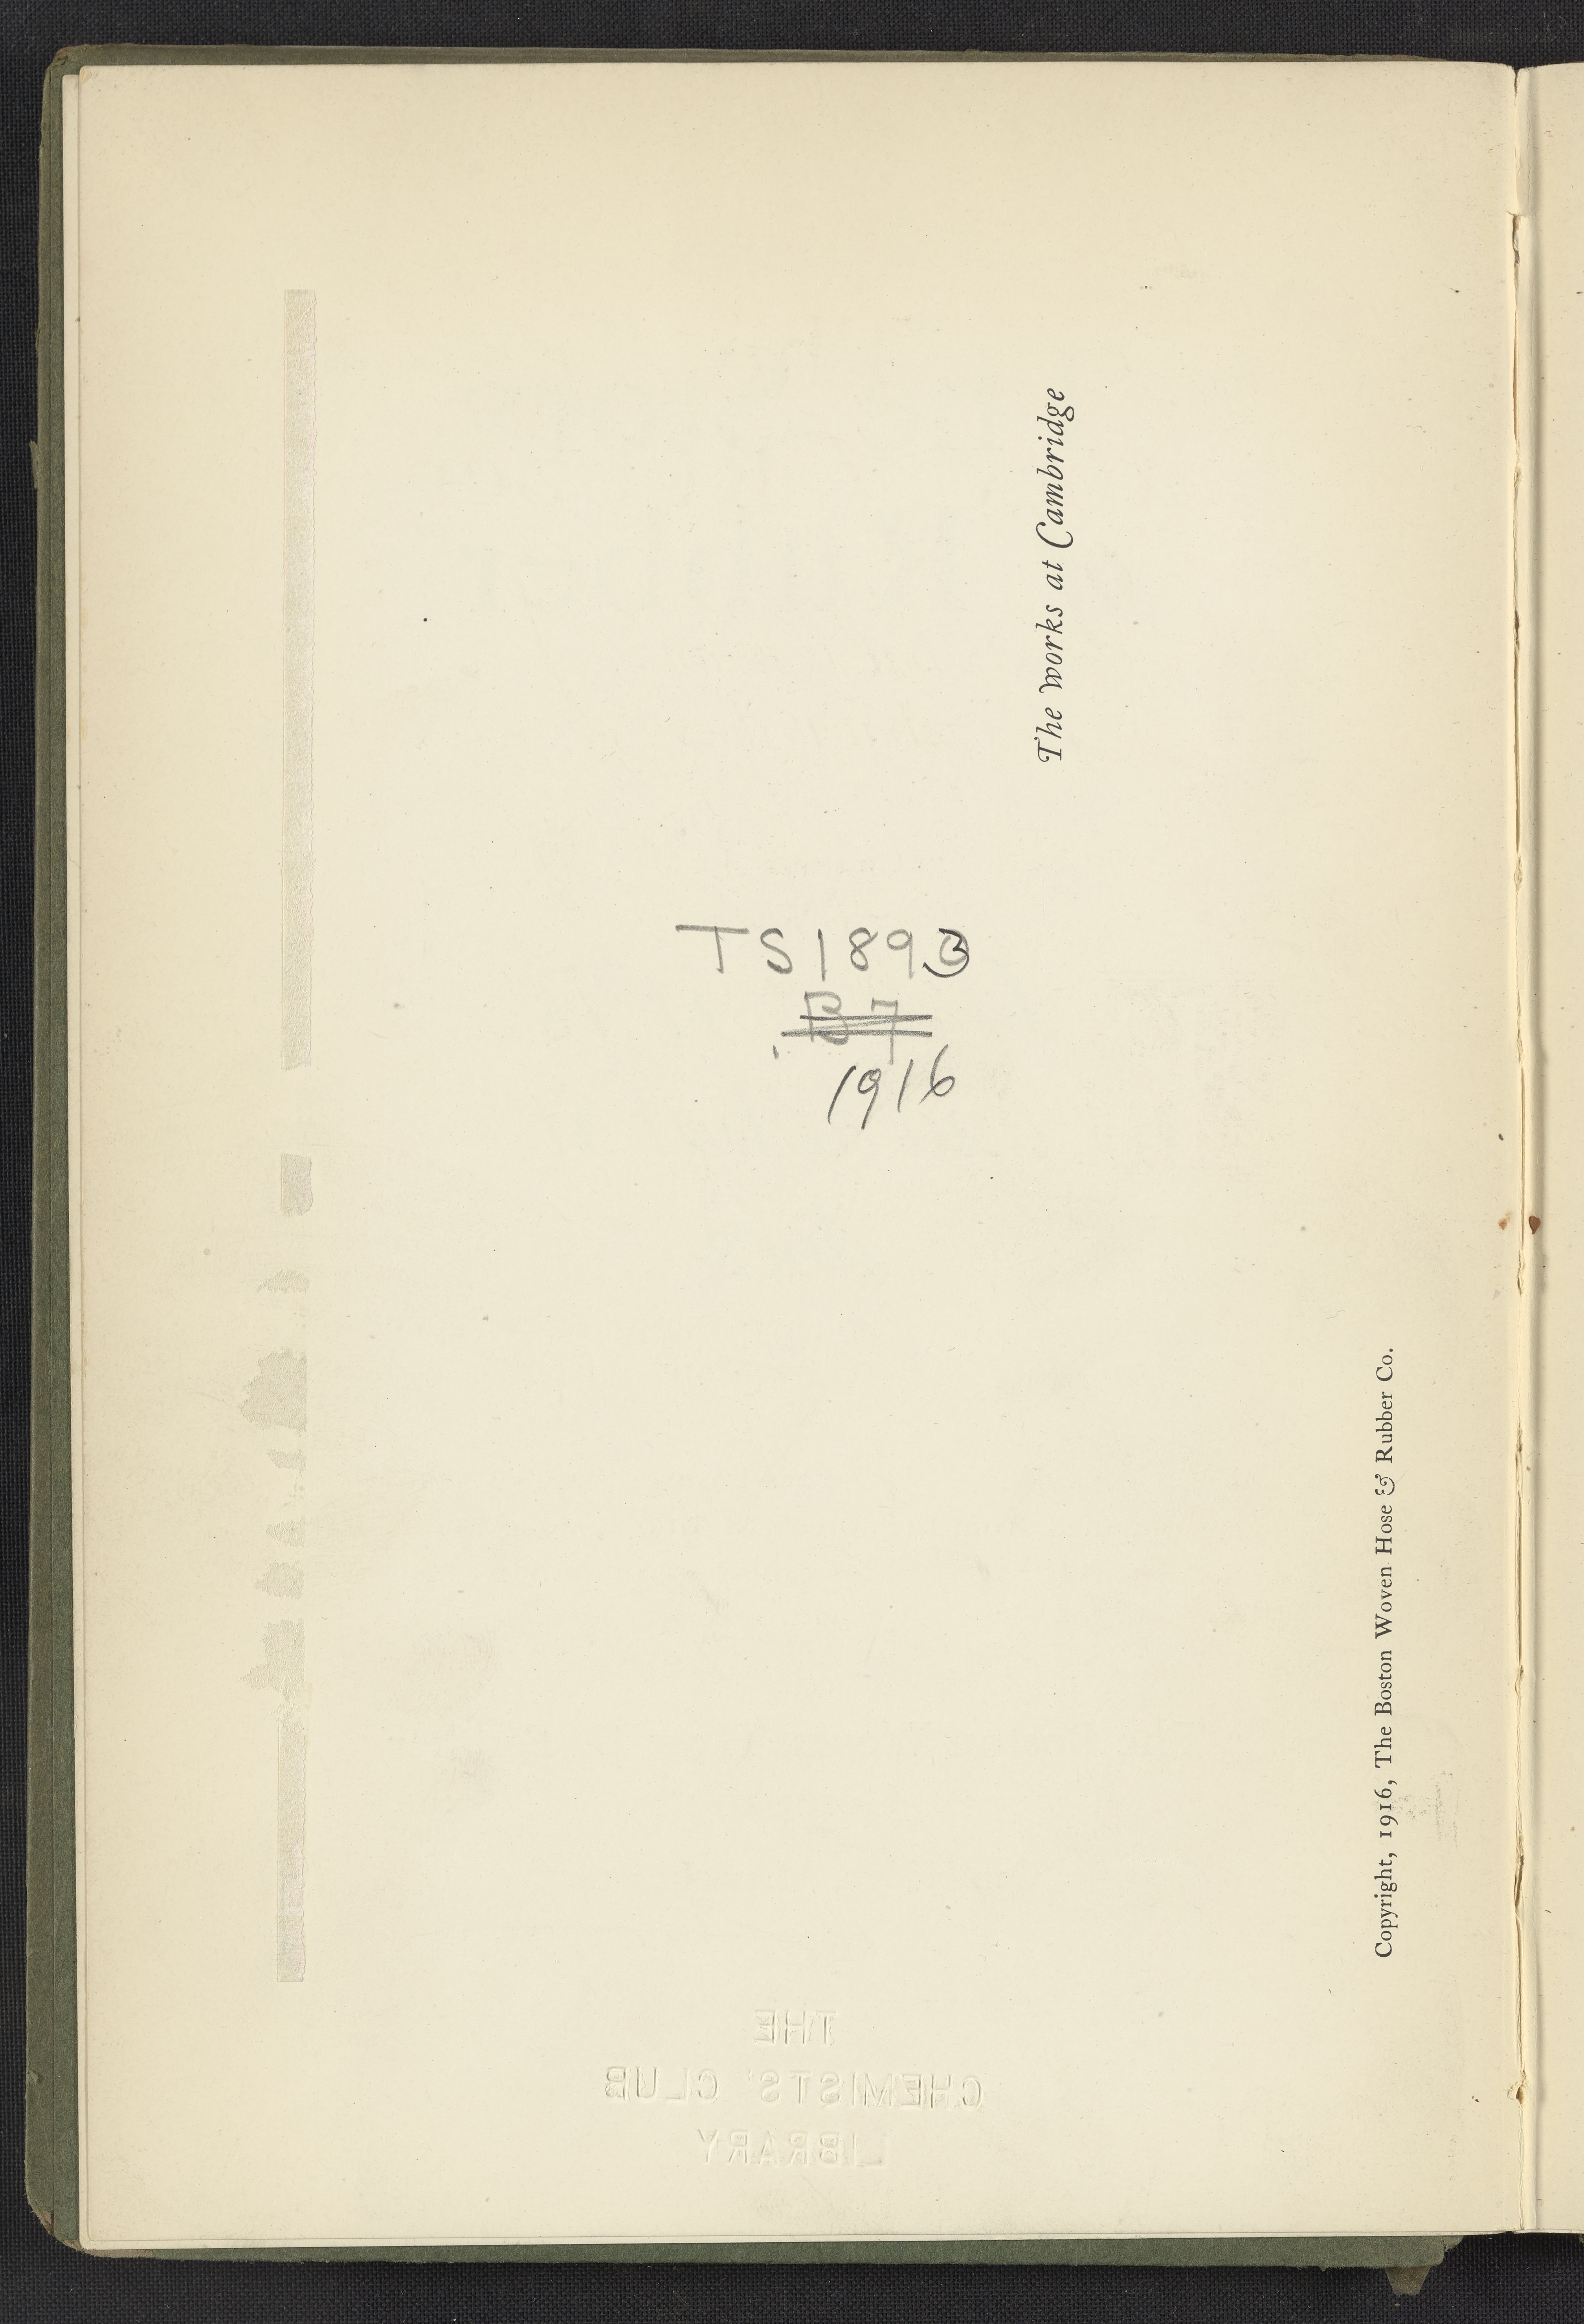 The works at Cambridge
TS1893
B7
1916
Copyright, 1916, The Boston Woven Hose & Rubber Co.
THE
CHEMISTS' CLUB
LIBRARY